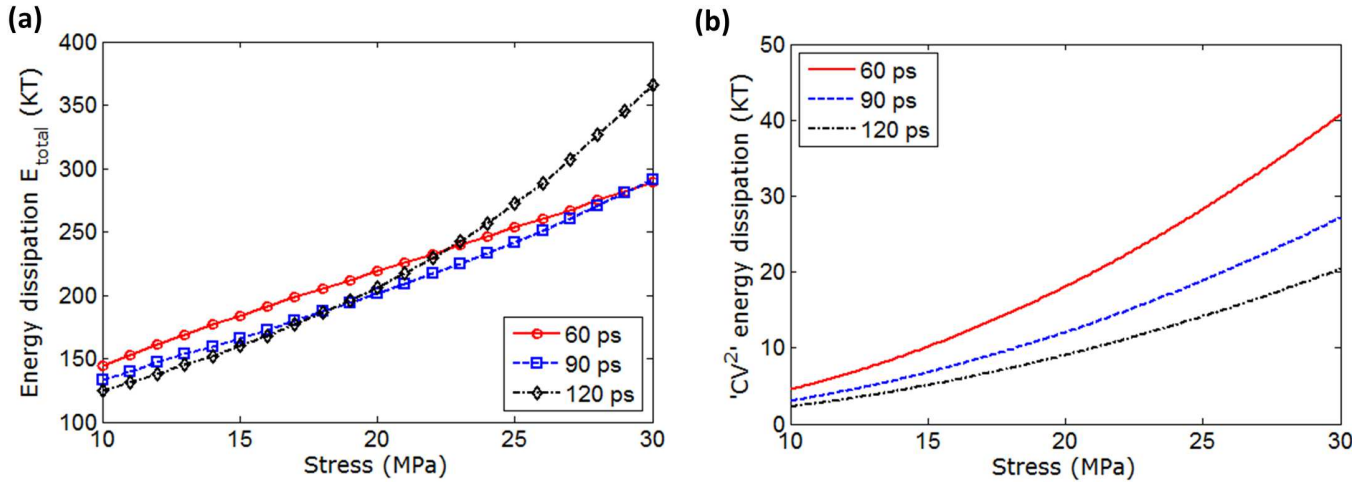 (a)
Energy dissipation E_total (KT)
400
350
300
250
200
150
100
10 15 20 25 30
Stress (MPa)
60 ps
90 ps
120 ps
(b)
'CV²' energy dissipation (KT)
50
40
30
20
10
0
10 15 20 25 30
Stress (MPa)
60 ps
90 ps
120 ps